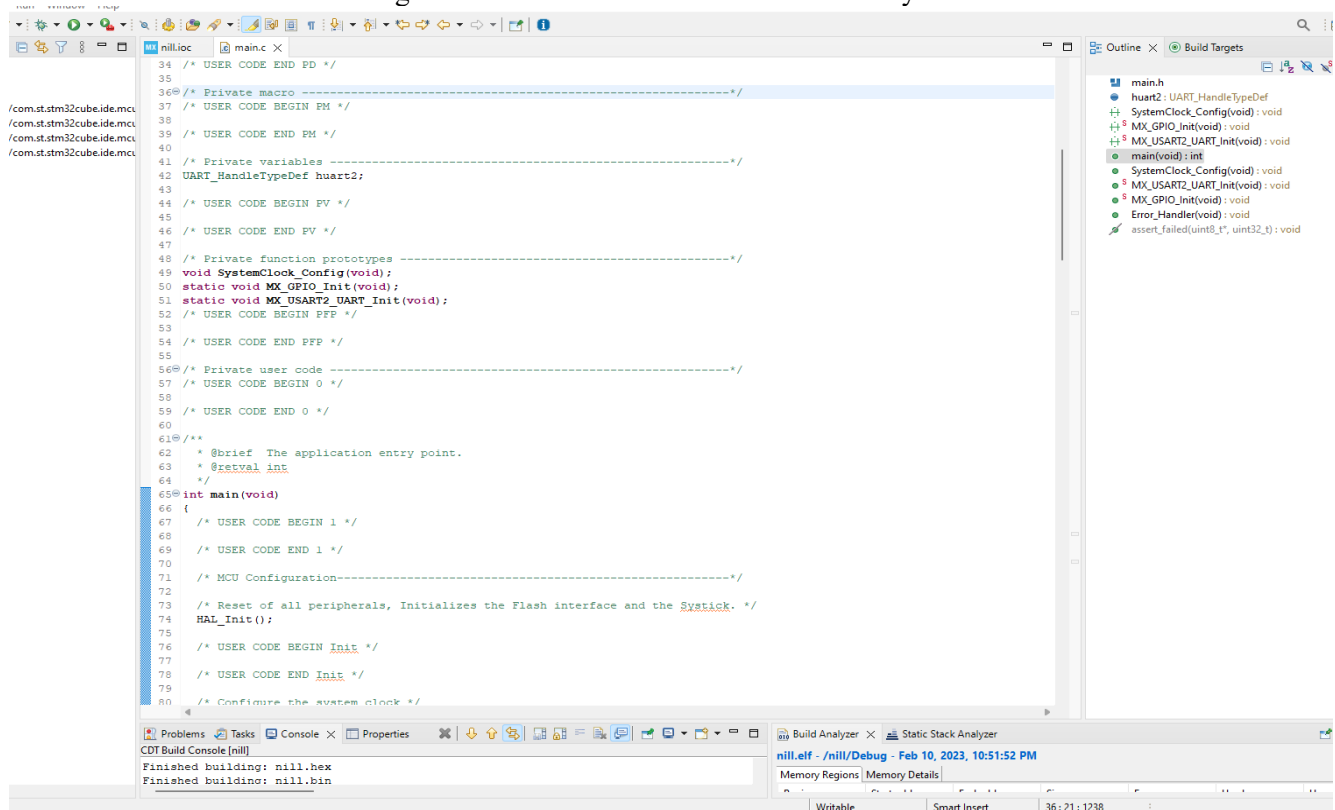 nill.ioc main.c
Outline Build Targets
34 /* USER CODE END PD */
35
36 /* Private macro -------------------------------------------------------------*/
37 /* USER CODE BEGIN PM */
38
39 /* USER CODE END PM */
40
41 /* Private variables ---------------------------------------------------------*/
42 UART_HandleTypeDef huart2;
43
44 /* USER CODE BEGIN PV */
45
46 /* USER CODE END PV */
47
48 /* Private function prototypes -----------------------------------------------*/
49 void SystemClock_Config(void);
50 static void MX_GPIO_Init(void);
51 static void MX_USART2_UART_Init(void);
52 /* USER CODE BEGIN PFP */
53
54 /* USER CODE END PFP */
55
56 /* Private user code ---------------------------------------------------------*/
57 /* USER CODE BEGIN 0 */
58
59 /* USER CODE END 0 */
60
61 /**
62 * @brief The application entry point.
63 * @retval int
64 */
65 int main(void)
66 {
67 /* USER CODE BEGIN 1 */
68
69 /* USER CODE END 1 */
70
71 /* MCU Configuration--------------------------------------------------------*/
72
73 /* Reset of all peripherals, Initializes the Flash interface and the Systick. */
74 HAL_Init();
75
76 /* USER CODE BEGIN Init */
77
78 /* USER CODE END Init */
79
80 /* Configure the system clock */
/com.st.stm32cube.ide.mcu
/com.st.stm32cube.ide.mcu
/com.st.stm32cube.ide.mcu
/com.st.stm32cube.ide.mcu
main.h
huart2 : UART_HandleTypeDef
SystemClock_Config(void) : void
MX_GPIO_Init(void) : void
MX_USART2_UART_Init(void) : void
main(void) : int
SystemClock_Config(void) : void
MX_USART2_UART_Init(void) : void
MX_GPIO_Init(void) : void
Error_Handler(void) : void
assert_failed(uint8_t*, uint32_t) : void
Problems Tasks Console Properties
CDT Build Console [nill]
Finished building: nill.hex
Finished building: nill.bin
Build Analyzer Static Stack Analyzer
nill.elf - /nill/Debug - Feb 10, 2023, 10:51:52 PM
Memory Regions Memory Details
Writable Smart Insert 36 : 21 : 1238